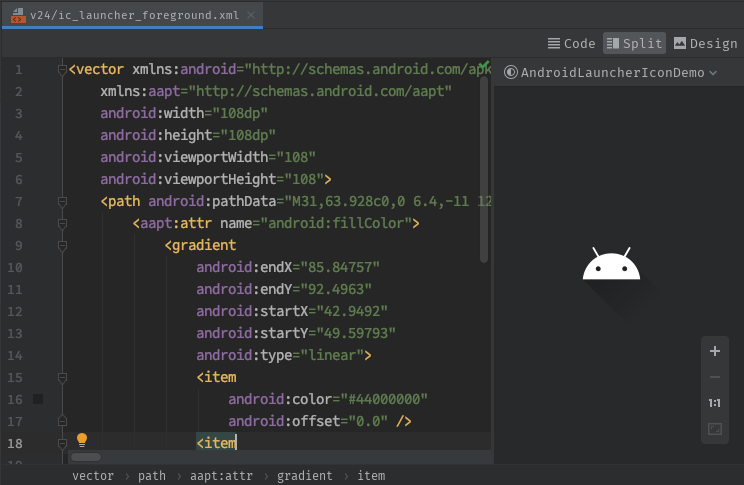 v24/ic_launcher_foreground.xml
Code Split Design
AndroidLauncherIconDemo
1 <vector xmlns:android="http://schemas.android.com/apk
2 xmlns:aapt="http://schemas.android.com/aapt"
3 android:width="108dp"
4 android:height="108dp"
5 android:viewportWidth="108"
6 android:viewportHeight="108">
7 <path android:pathData="M31,63.928c0,0 6.4,-11 12
8 <aapt:attr name="android:fillColor">
9 <gradient
10 android:endX="85.84757"
11 android:endY="92.4963"
12 android:startX="42.9492"
13 android:startY="49.59793"
14 android:type="linear">
15 <item
16 android:color="#44000000"
17 android:offset="0.0" />
18 <item
1:1
vector › path › aapt:attr › gradient › item